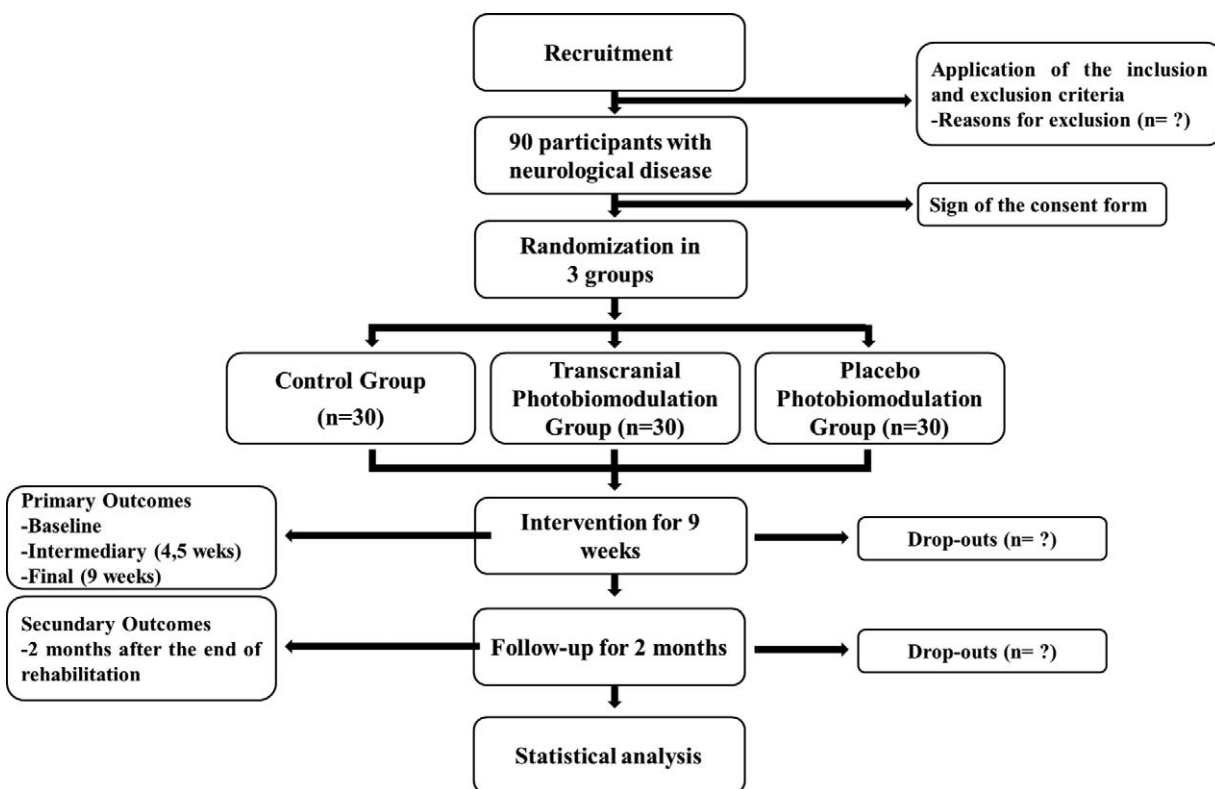 Recruitment
Application of the inclusion
and exclusion criteria
-Reasons for exclusion (n= ?)
90 participants with
neurological disease
Sign of the consent form
Randomization in
3 groups
Control Group
(n=30)
Transcranial
Photobiomodulation
Group (n=30)
Placebo
Photobiomodulation
Group (n=30)
Primary Outcomes
-Baseline
-Intermediary (4,5 weks)
-Final (9 weeks)
Intervention for 9
weeks
Drop-outs (n= ?)
Secundary Outcomes
-2 months after the end of
rehabilitation
Follow-up for 2 months
Drop-outs (n= ?)
Statistical analysis